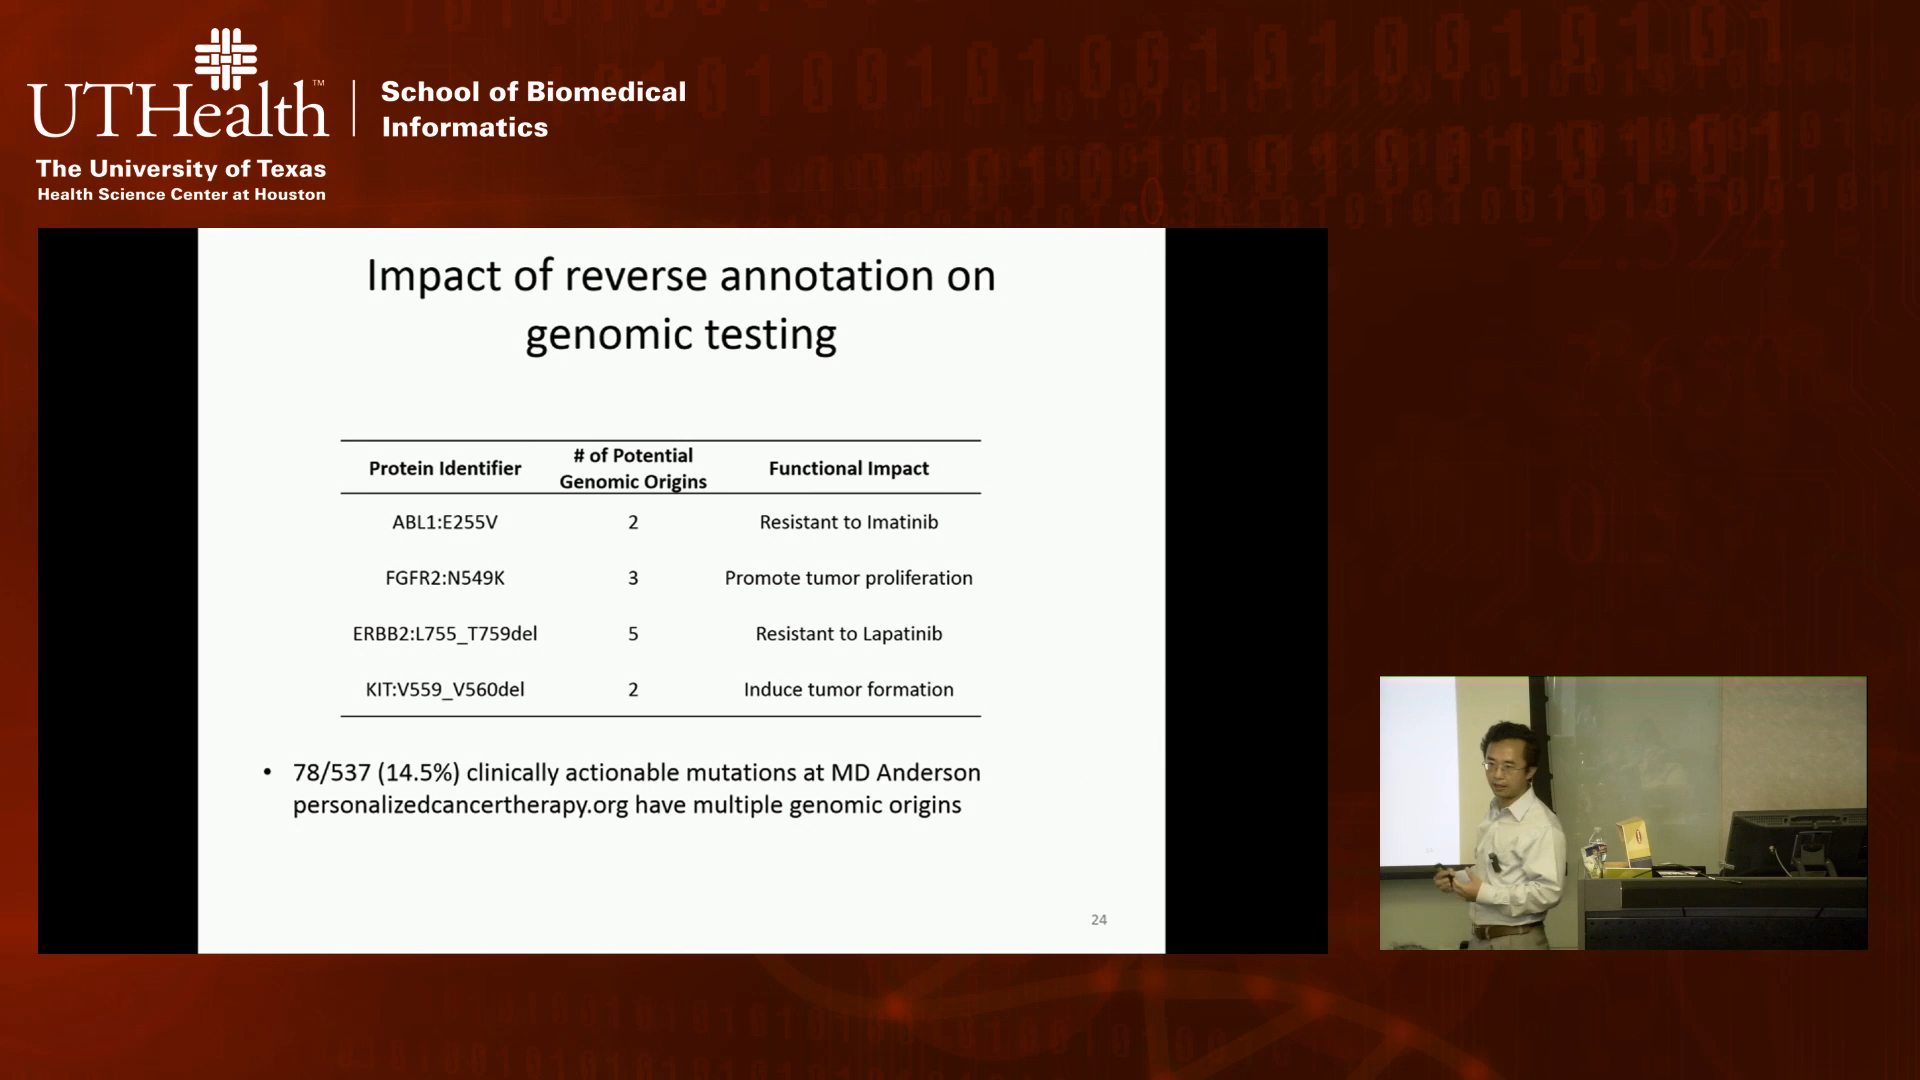 UTHealth™
School of Biomedical
Informatics
The University of Texas
Health Science Center at Houston
Impact of reverse annotation on
genomic testing
Protein Identifier # of Potential Genomic Origins Functional Impact
ABL1:E255V 2 Resistant to Imatinib
FGFR2:N549K 3 Promote tumor proliferation
ERBB2:L755_T759del 5 Resistant to Lapatinib
KIT:V559_V560del 2 Induce tumor formation
• 78/537 (14.5%) clinically actionable mutations at MD Anderson
personalizedcancertherapy.org have multiple genomic origins
24